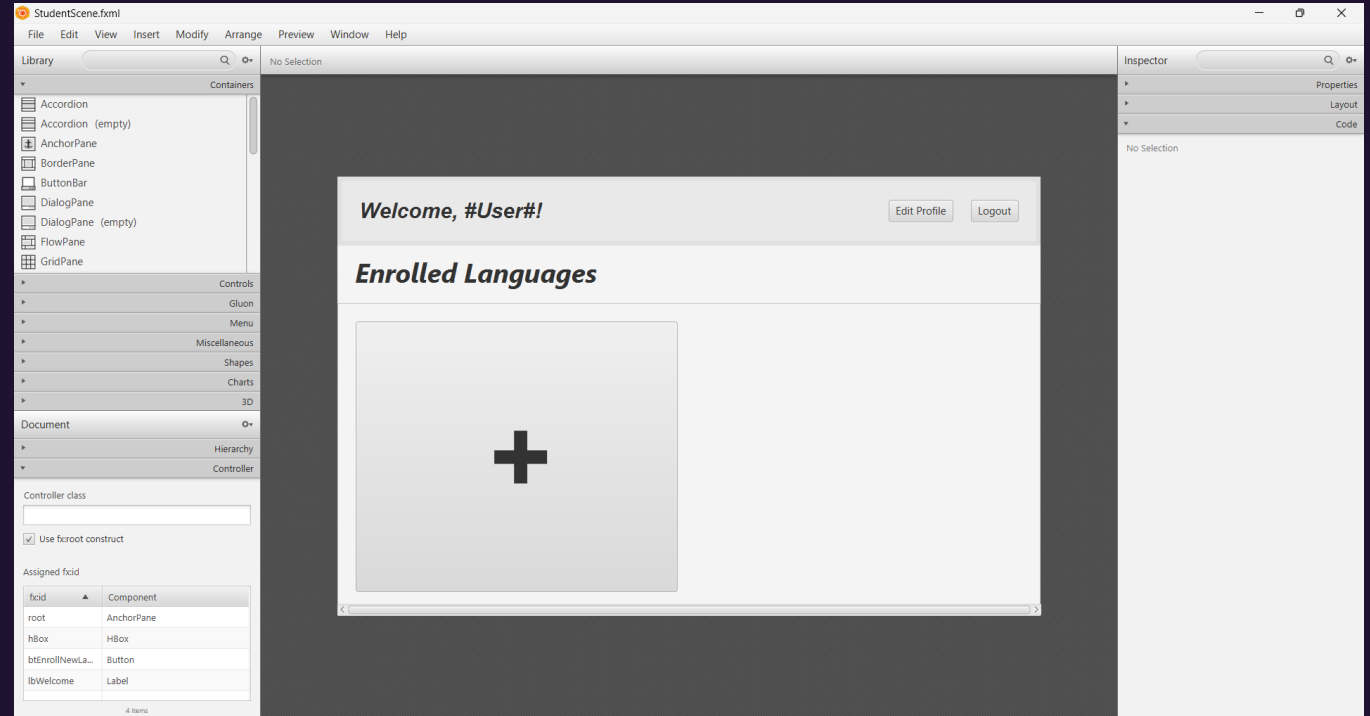 StudentScene.fxml
File Edit View Insert Modify Arrange Preview Window Help
Library
No Selection
Inspector
Containers
Accordion
Accordion (empty)
AnchorPane
BorderPane
ButtonBar
DialogPane
DialogPane (empty)
FlowPane
GridPane
Controls
Gluon
Menu
Miscellaneous
Shapes
Charts
3D
Document
Hierarchy
Controller
Controller class
Use fx:root construct
Assigned fx:id
fx:id Component
root AnchorPane
hBox HBox
btEnrollNewLa... Button
lbWelcome Label
4 items
Welcome, #User#!
Edit Profile Logout
Enrolled Languages
+
Properties
Layout
Code
No Selection